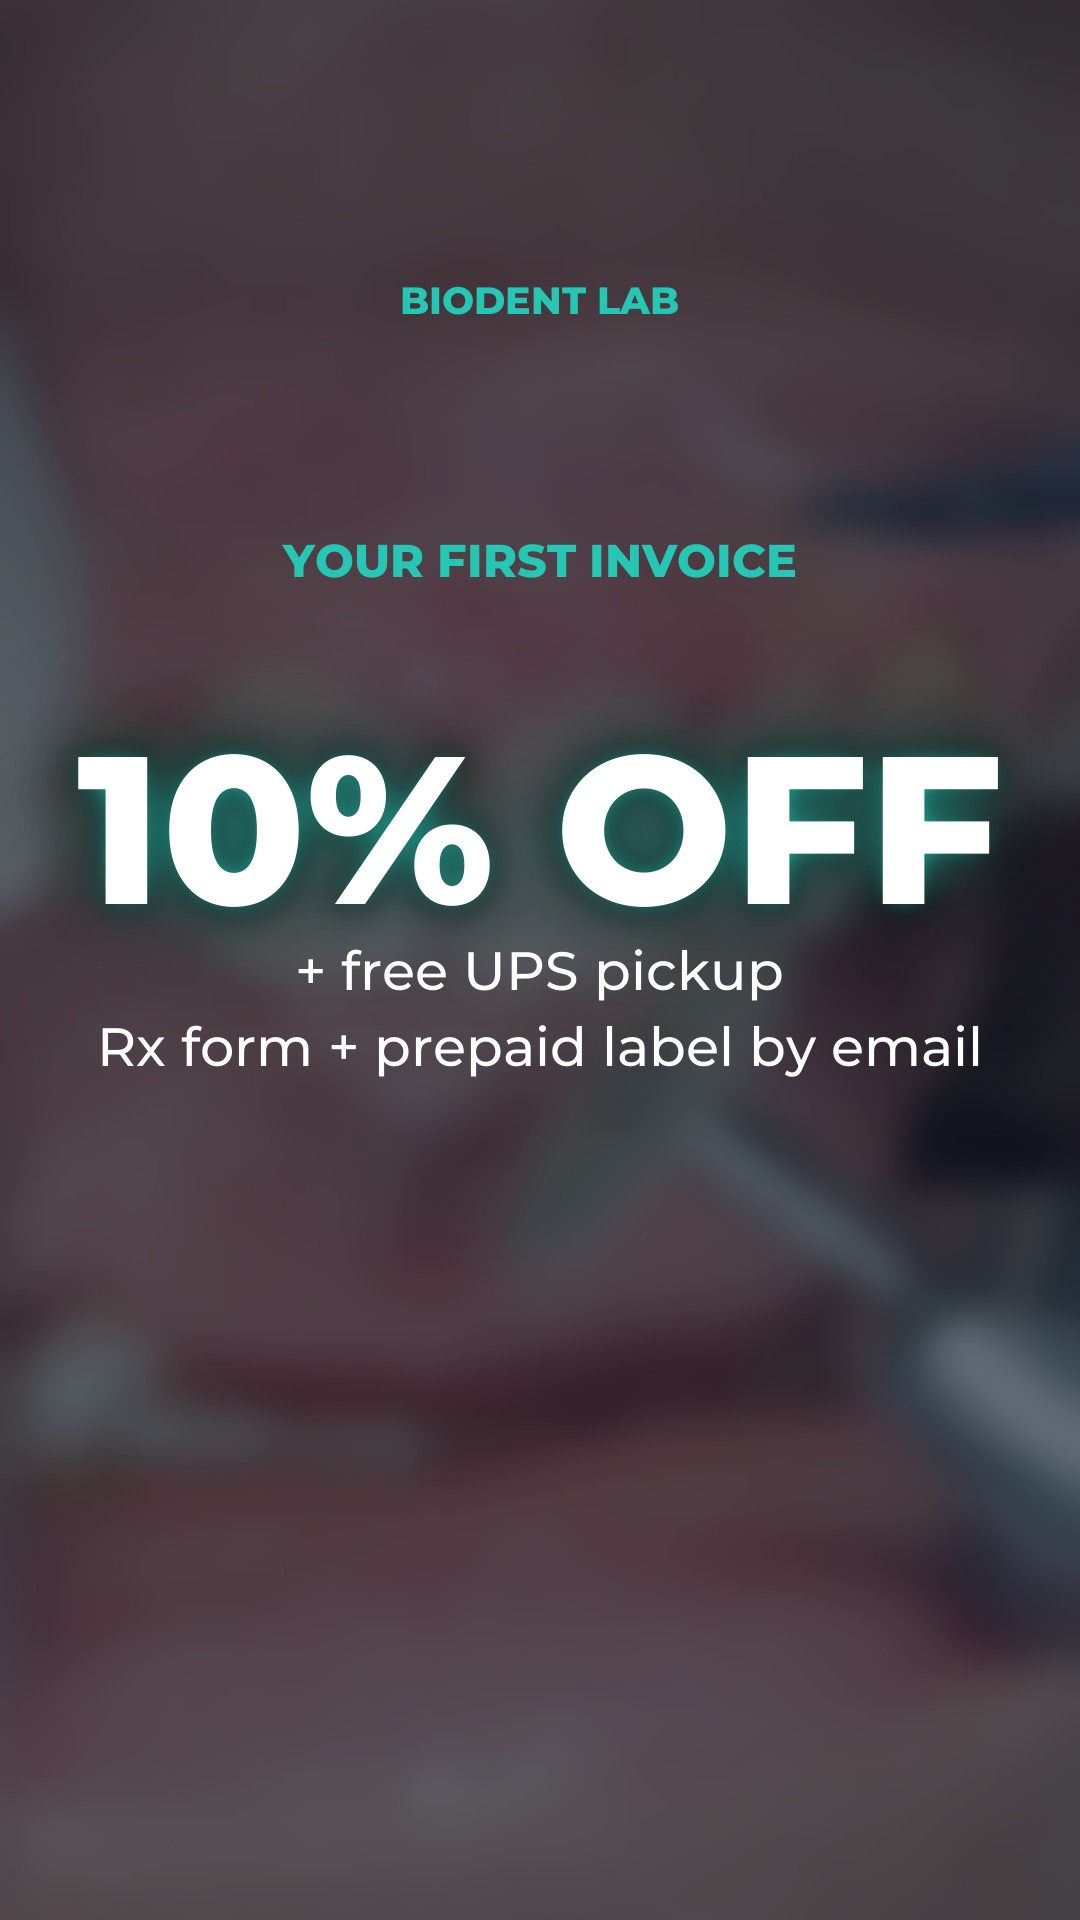 BIODENT LAB
YOUR FIRST INVOICE
10% OFF
+ free UPS pickup
Rx form + prepaid label by email